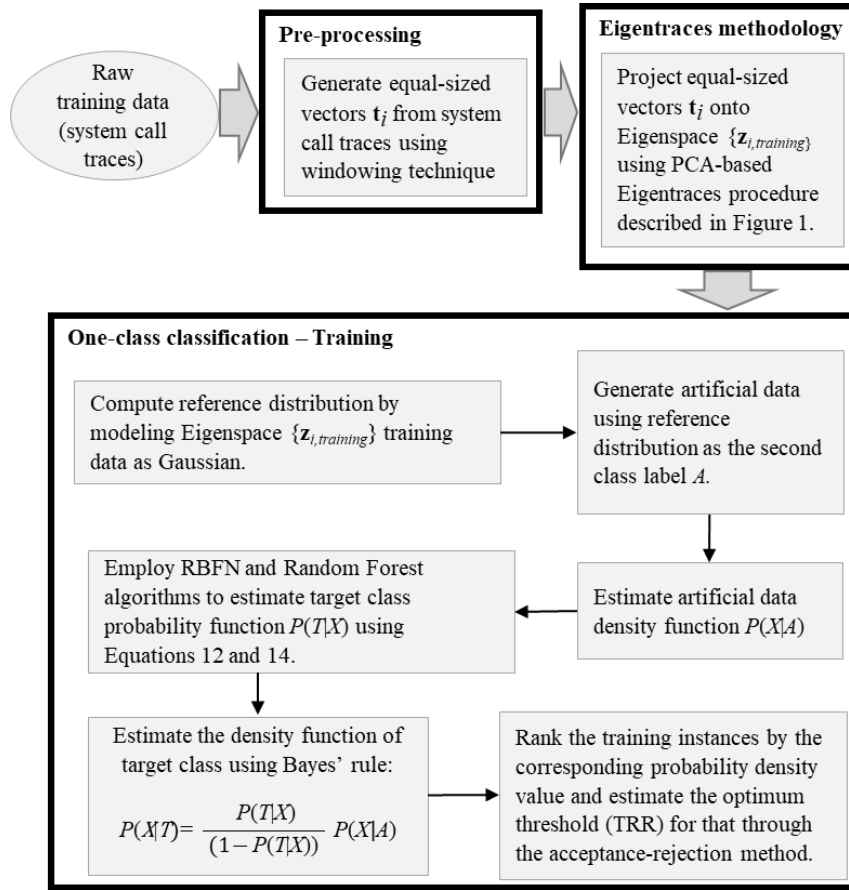 Raw
training data
(system call
traces)
Pre-processing
Generate equal-sized
vectors tᵢ from system
call traces using
windowing technique
Eigentraces methodology
Project equal-sized
vectors tᵢ onto
Eigenspace {z_{i,training}}
using PCA-based
Eigentraces procedure
described in Figure 1.
One-class classification – Training
Compute reference distribution by
modeling Eigenspace {z_{i,training}} training
data as Gaussian.
Generate artificial data
using reference
distribution as the second
class label A.
Estimate artificial data
density function P(X|A)
Employ RBFN and Random Forest
algorithms to estimate target class
probability function P(T|X) using
Equations 12 and 14.
Estimate the density function of
target class using Bayes’ rule:
P(X|T)= P(T|X) / (1−P(T|X)) P(X|A)
Rank the training instances by the
corresponding probability density
value and estimate the optimum
threshold (TRR) for that through
the acceptance-rejection method.